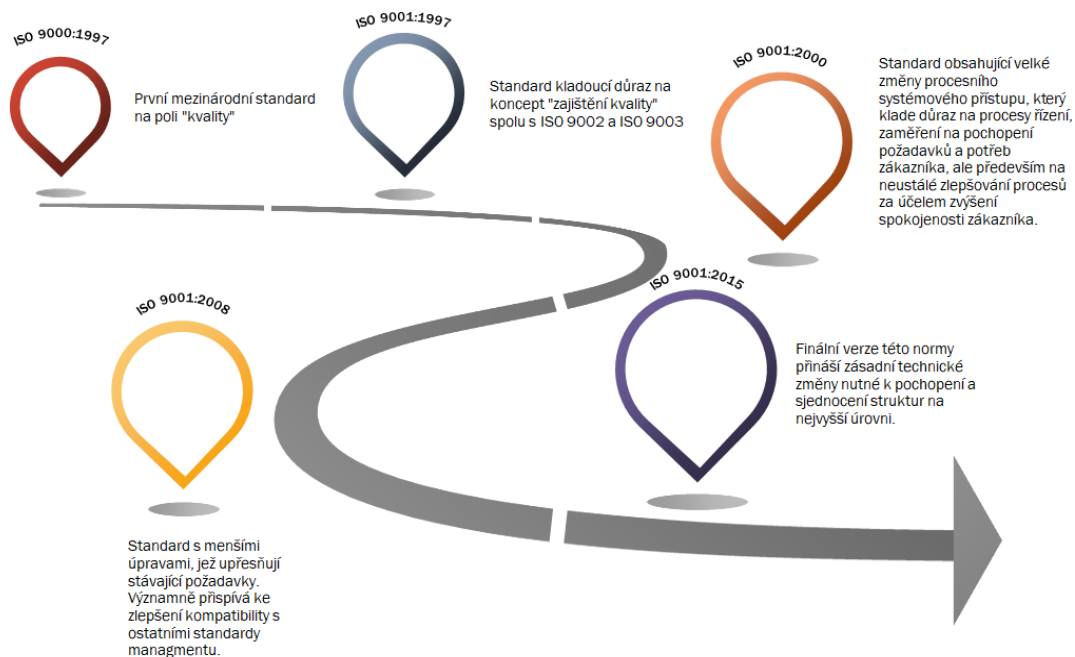 ISO 9000:1997
První mezinárodní standard
na poli "kvality"
ISO 9001:1997
Standard kladoucí důraz na
koncept "zajištění kvality"
spolu s ISO 9002 a ISO 9003
ISO 9001:2000
Standard obsahující velké
změny procesního
systémového přístupu, který
klade důraz na procesy řízení,
zaměření na pochopení
požadavků a potřeb
zákazníka, ale především na
neustálé zlepšování procesů
za účelem zvýšení
spokojenosti zákazníka.
ISO 9001:2008
Standard s menšími
úpravami, jež upřesňují
stávající požadavky.
Významně přispívá ke
zlepšení kompatibility s
ostatními standardy
managmentu.
ISO 9001:2015
Finální verze této normy
přináší zásadní technické
změny nutné k pochopení a
sjednocení struktur na
nejvyšší úrovni.